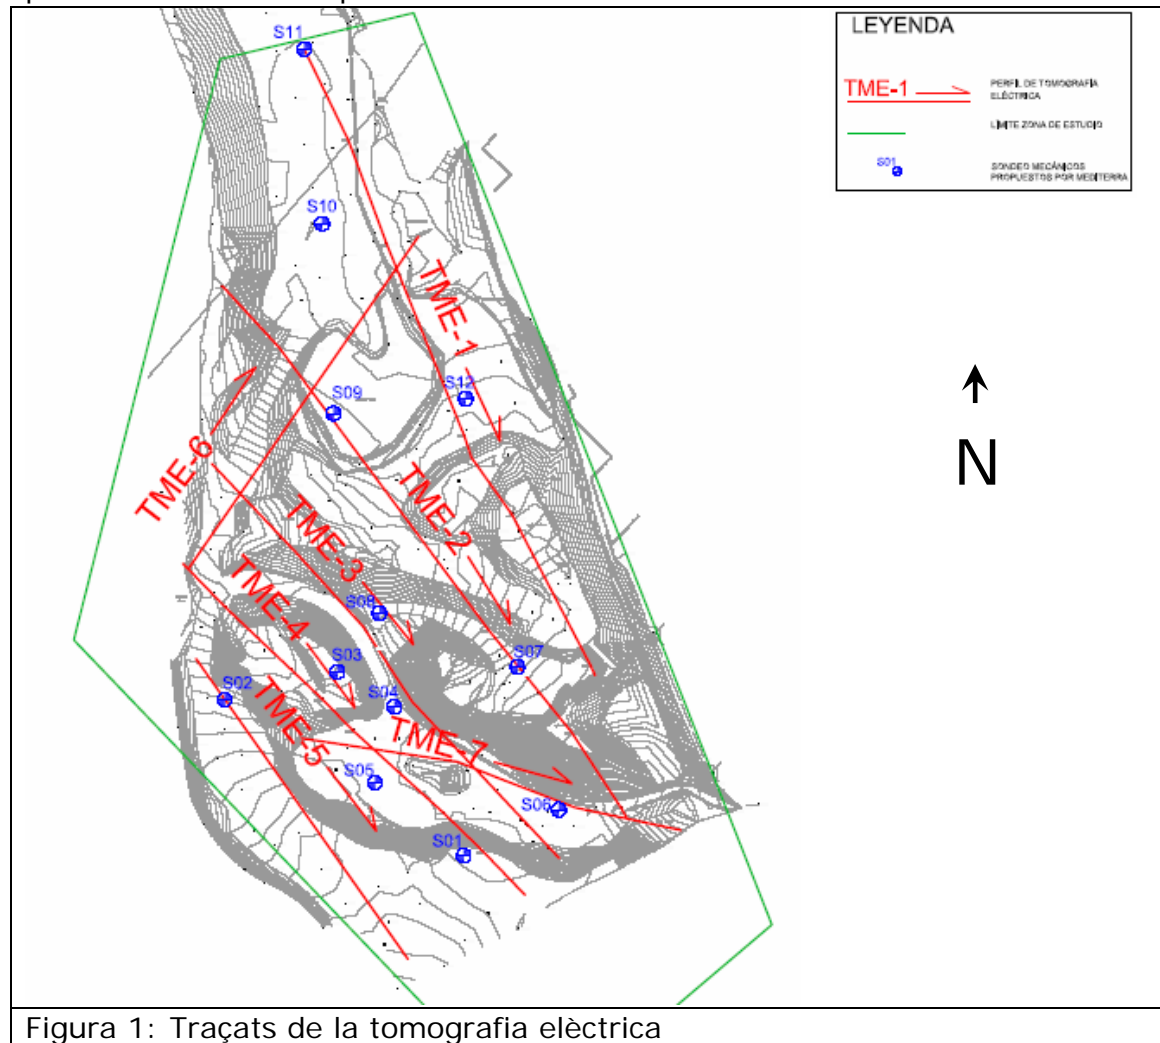 S11
LEYENDA
TME-1
PERFIL DE TOMOGRAFÍA
ELÉCTRICA
LÍMITE ZONA DE ESTUDIO
S01
SONDEO MECÁNICOS
PROPUESTOS POR MEDITERRA
S10
TME-1
S09
S12
N
TME-6
TME-2
TME-3
TME-4
S08
S03
S07
S02
S04
TME-5
TME-7
S05
S06
S01
Figura 1: Traçats de la tomografia elèctrica